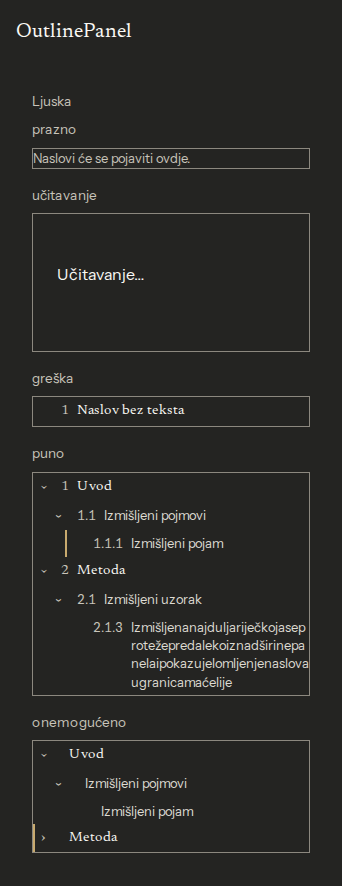 OutlinePanel
Ljuska
prazno
Naslovi će se pojaviti ovdje.
učitavanje
Učitavanje…
greška
1 Naslov bez teksta
puno
1 Uvod
1.1 Izmišljeni pojmovi
1.1.1 Izmišljeni pojam
2 Metoda
2.1 Izmišljeni uzorak
2.1.3 Izmišljenanajduljariječkojasep
rotežepredalekoiznadširinepa
nelaipokazujelomljenjenaslova
ugranicamaćelije
onemogućeno
Uvod
Izmišljeni pojmovi
Izmišljeni pojam
Metoda